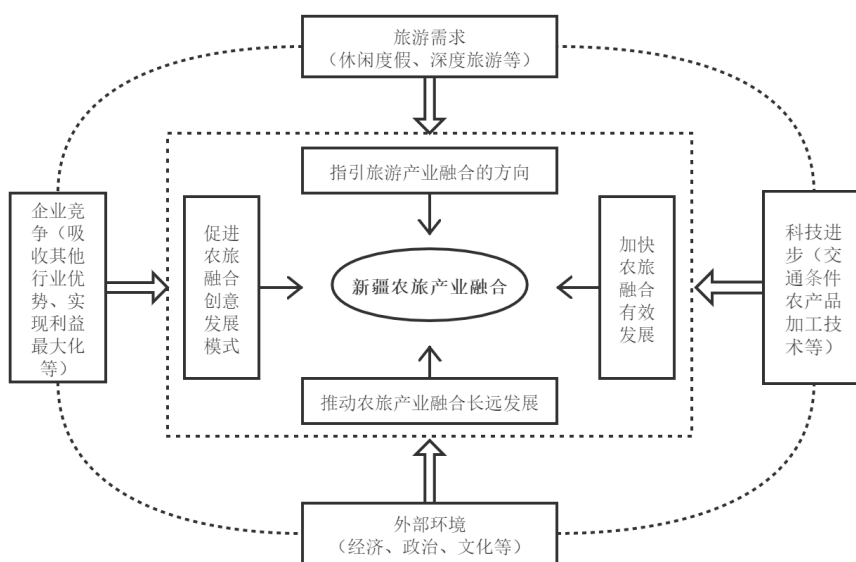 旅游需求
（休闲度假、深度旅游等）
指引旅游产业融合的方向
企业竞
争（吸
收其他
行业优
势、实
现利益
最大化
等）
促进
农旅
融合
创意
发展
模式
新疆农旅产业融合
加快
农旅
融合
有效
发展
科技进
步（交
通条件
农产品
加工技
术等）
推动农旅产业融合长远发展
外部环境
（经济、政治、文化等）